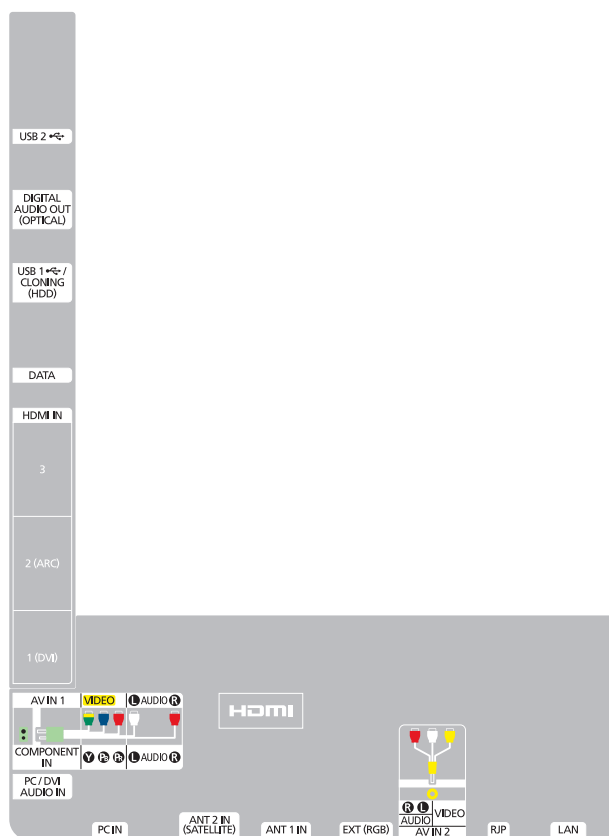 USB 2
DIGITAL
AUDIO OUT
(OPTICAL)
USB 1 /
CLONING
(HDD)
DATA
HDMI IN
3
2 (ARC)
1 (DVI)
AV IN 1 VIDEO L AUDIO R
HDMI
COMPONENT
IN
Y PB PR L AUDIO R
PC / DVI
AUDIO IN
PC IN
ANT 2 IN
(SATELLITE)
ANT 1 IN
EXT (RGB)
R L
AUDIO
VIDEO
AV IN 2
RJP
LAN